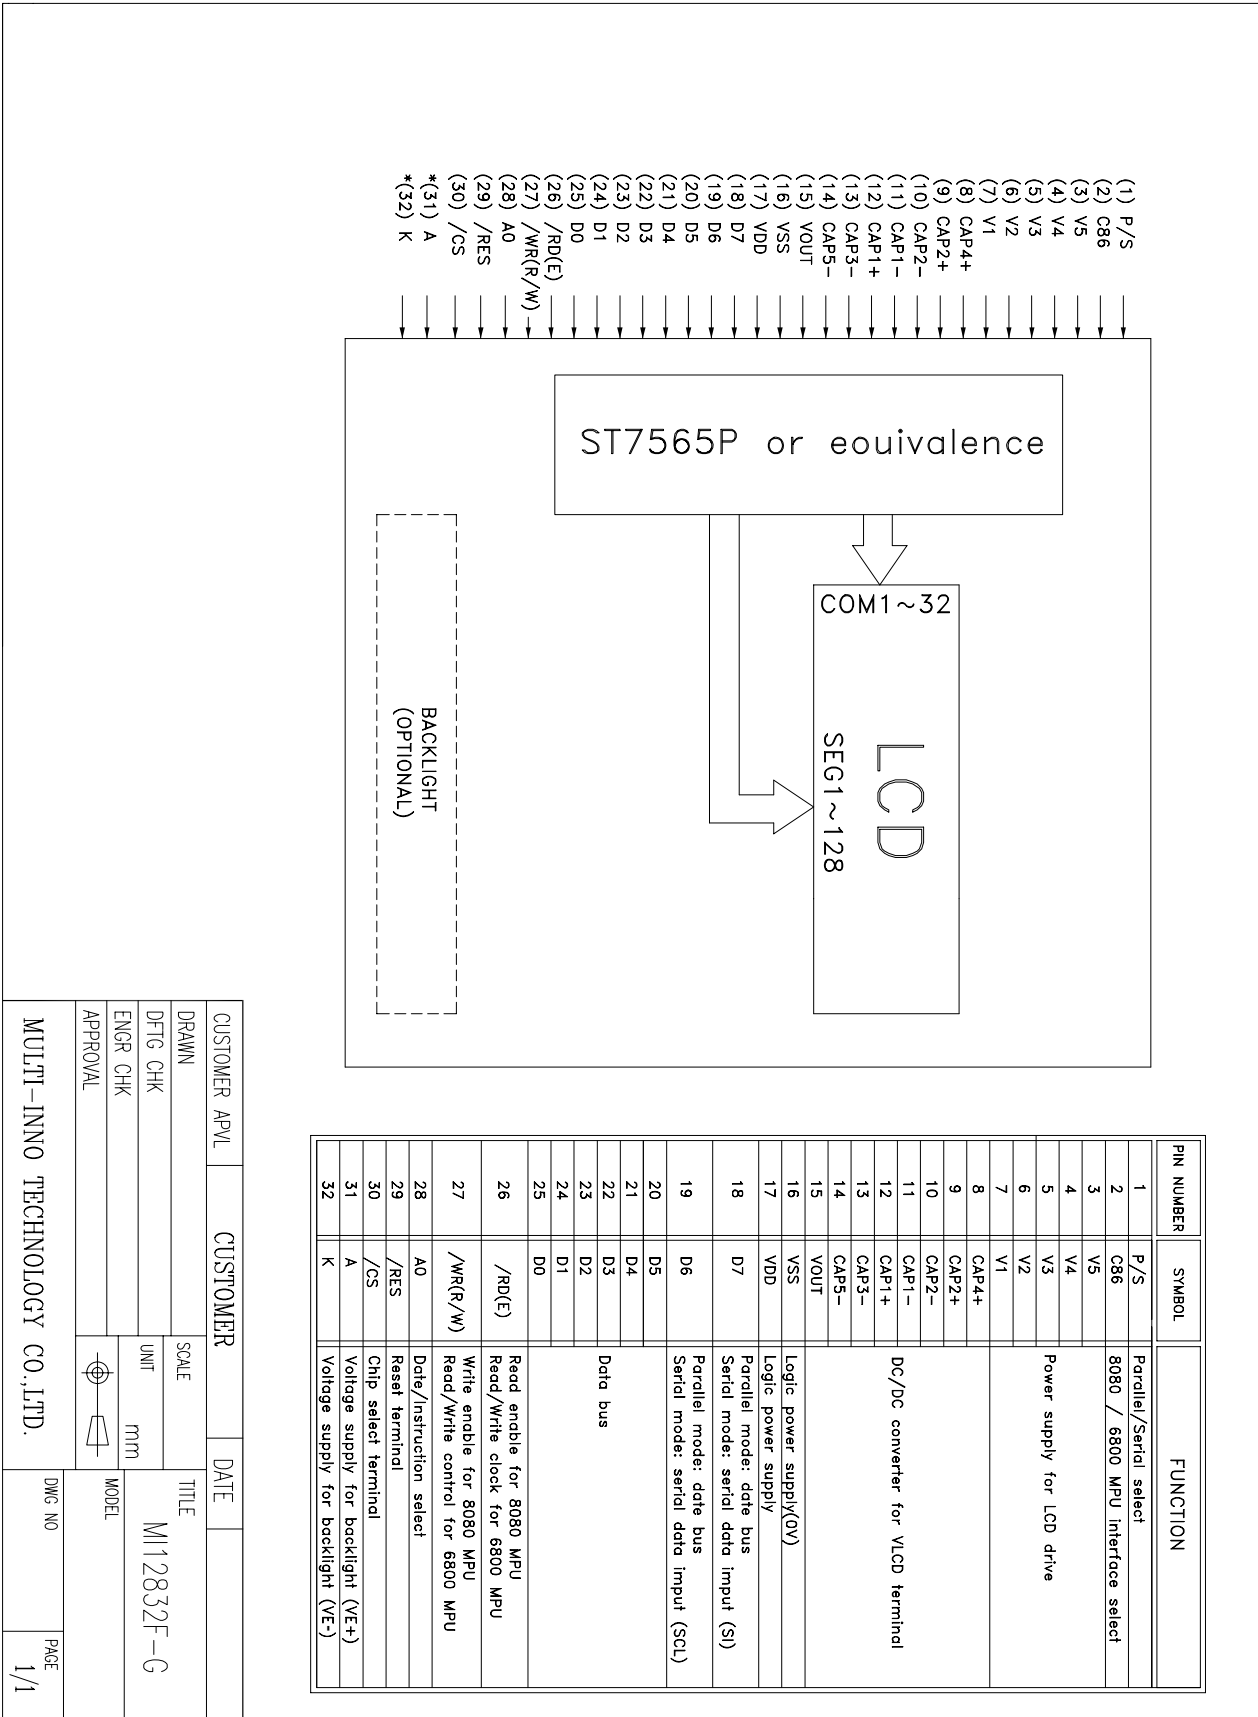 (1) P/S
(2) C86
(3) V5
(4) V4
(5) V3
(6) V2
(7) V1
(8) CAP4+
(9) CAP2+
(10) CAP2-
(11) CAP1-
(12) CAP1+
(13) CAP3-
(14) CAP5-
(15) VOUT
(16) VSS
(17) VDD
(18) D7
(19) D6
(20) D5
(21) D4
(22) D3
(23) D2
(24) D1
(25) D0
(26) /RD(E)
(27) /WR(R/W)
(28) A0
(29) /RES
(30) /CS
*(31) A
*(32) K
ST7565P or eouivalence
COM1~32
LCD
SEG1~128
BACKLIGHT
(OPTIONAL)
PIN NUMBER SYMBOL FUNCTION
1 P/S Parallel/Serial select
2 C86 8080 / 6800 MPU interface select
3 V5
4 V4
5 V3 Power supply for LCD drive
6 V2
7 V1
8 CAP4+
9 CAP2+
10 CAP2-
11 CAP1-
12 CAP1+ DC/DC converter for VLCD terminal
13 CAP3-
14 CAP5-
15 VOUT
16 VSS Logic power supply(0V)
17 VDD Logic power supply
18 D7 Parallel mode: date bus
Serial mode: serial data imput (SI)
19 D6 Parallel mode: date bus
Serial mode: serial data imput (SCL)
20 D5
21 D4
22 D3 Data bus
23 D2
24 D1
25 D0
26 /RD(E) Read enable for 8080 MPU
Read/Write clock for 6800 MPU
27 /WR(R/W) Write enable for 8080 MPU
Read/Write control for 6800 MPU
28 A0 Date/Instruction select
29 /RES Reset terminal
30 /CS Chip select terminal
31 A Voltage supply for backlight (VE+)
32 K Voltage supply for backlight (VE-)
CUSTOMER APVL CUSTOMER DATE
DRAWN
DFTG CHK
ENGR CHK
APPROVAL
SCALE
UNIT
mm
TITLE
MI12832F-G
MODEL
MULTI-INNO TECHNOLOGY CO.,LTD.
DWG NO
PAGE
1/1